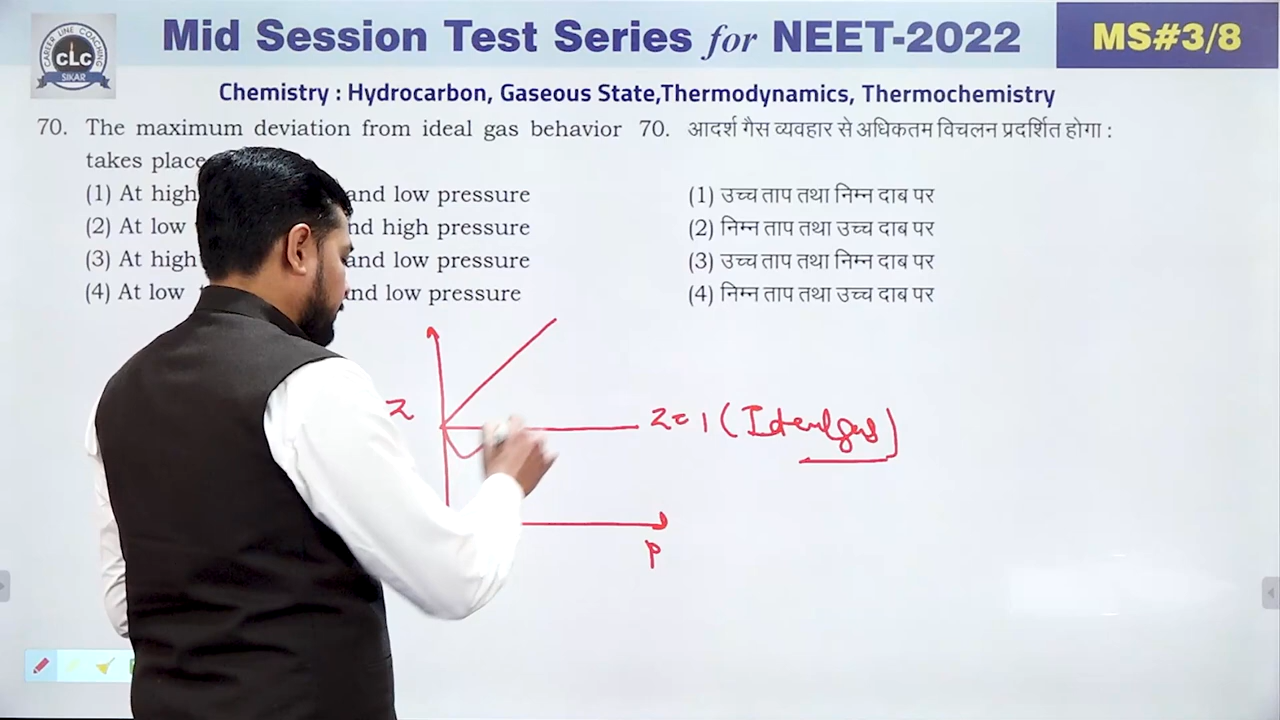 CAREER LINE COACHING
CLC
SIKAR
Mid Session Test Series for NEET-2022
MS#3/8
Chemistry : Hydrocarbon, Gaseous State,Thermodynamics, Thermochemistry
70. The maximum deviation from ideal gas behavior
takes place
(1) At high and low pressure
(2) At low nd high pressure
(3) At high and low pressure
(4) At low nd low pressure
70. आदर्श गैस व्यवहार से अधिकतम विचलन प्रदर्शित होगा :
(1) उच्च ताप तथा निम्न दाब पर
(2) निम्न ताप तथा उच्च दाब पर
(3) उच्च ताप तथा निम्न दाब पर
(4) निम्न ताप तथा उच्च दाब पर
Z
Z=1 (Ideal gas)
P